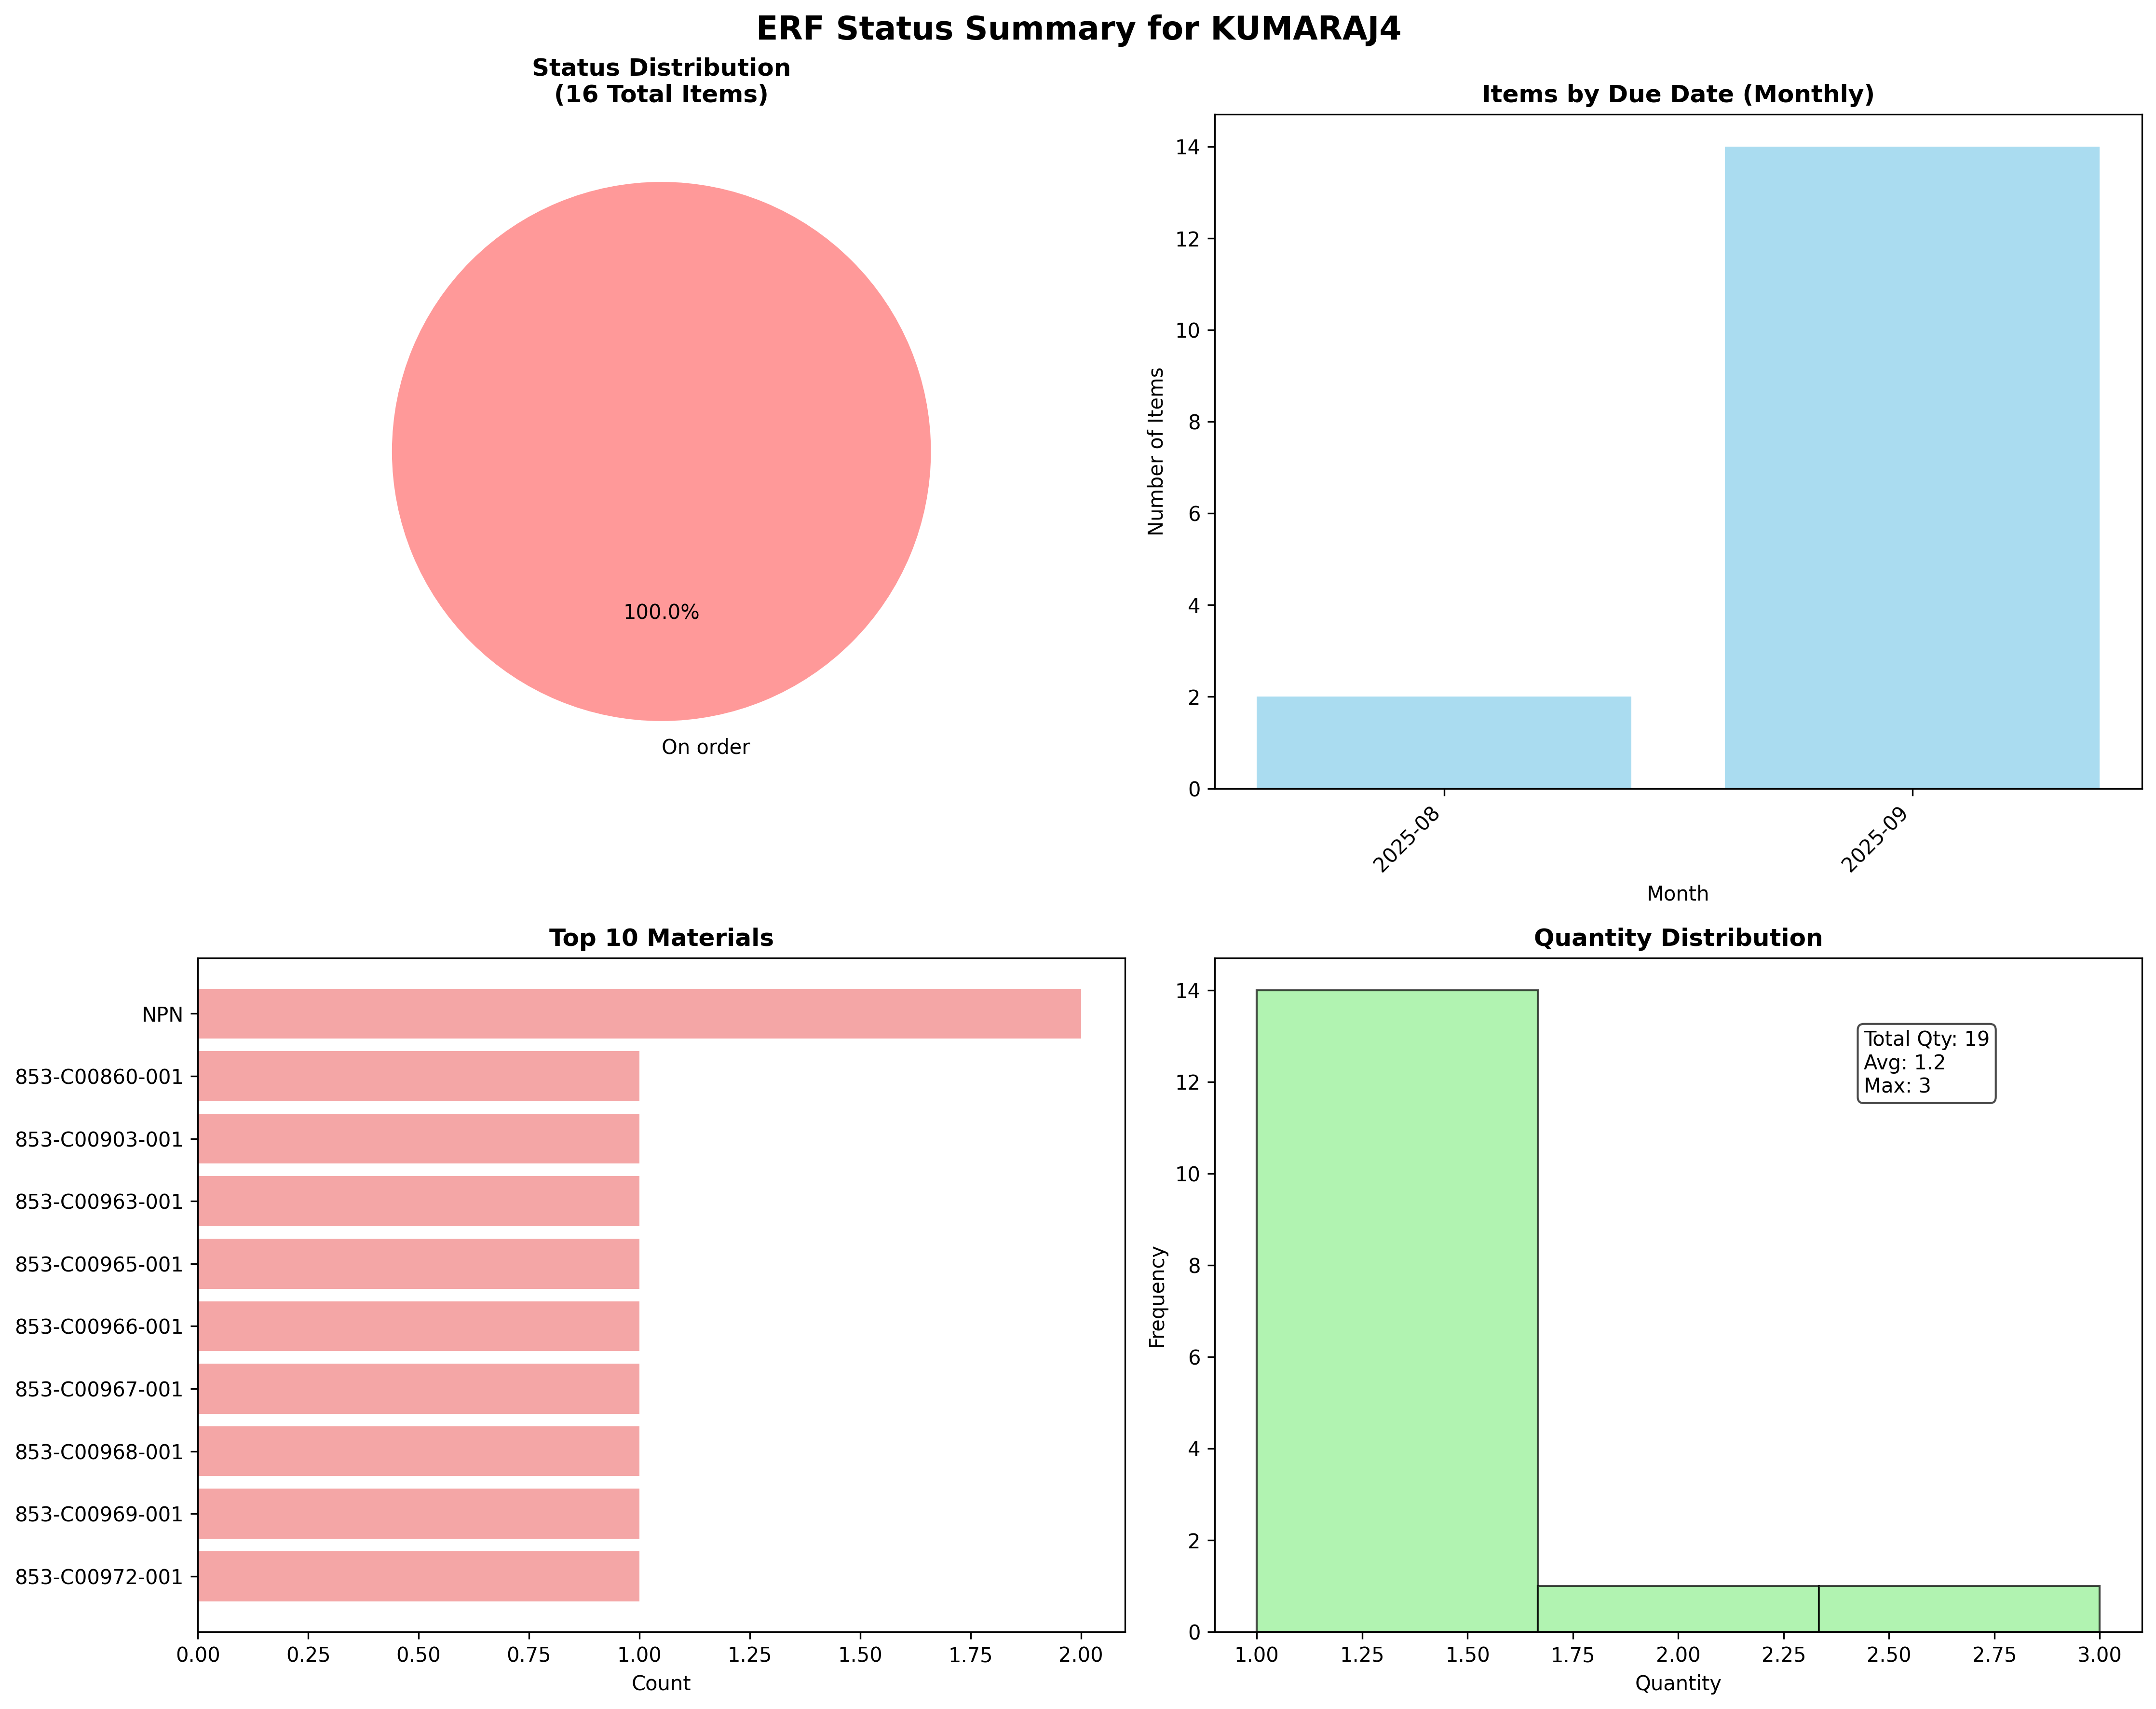 ERF Status Summary for KUMARAJ4
Status Distribution
(16 Total Items)
100.0%
On order
Items by Due Date (Monthly)
Number of Items
14
12
10
8
6
4
2
0
2025-08
2025-09
Month
Top 10 Materials
NPN
853-C00860-001
853-C00903-001
853-C00963-001
853-C00965-001
853-C00966-001
853-C00967-001
853-C00968-001
853-C00969-001
853-C00972-001
0.00 0.25 0.50 0.75 1.00 1.25 1.50 1.75 2.00
Count
Quantity Distribution
Frequency
14
12
10
8
6
4
2
0
Total Qty: 19
Avg: 1.2
Max: 3
1.00 1.25 1.50 1.75 2.00 2.25 2.50 2.75 3.00
Quantity